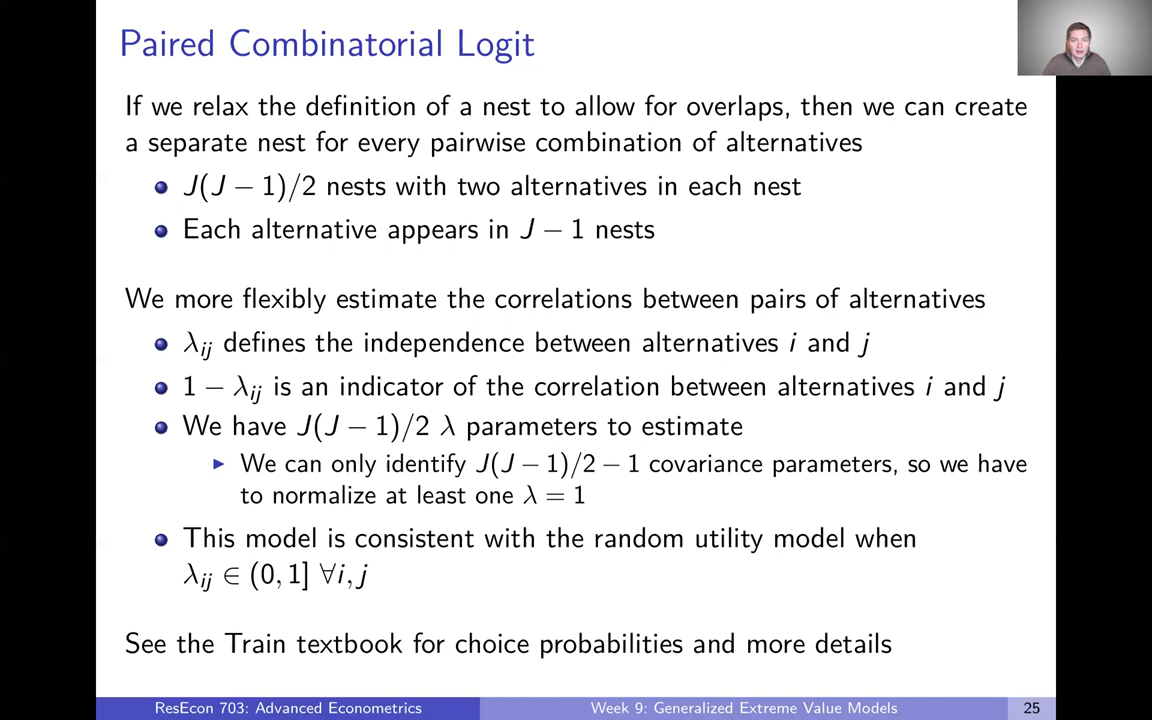 Paired Combinatorial Logit
If we relax the definition of a nest to allow for overlaps, then we can create
a separate nest for every pairwise combination of alternatives
J(J − 1)/2 nests with two alternatives in each nest
Each alternative appears in J − 1 nests
We more flexibly estimate the correlations between pairs of alternatives
λij defines the independence between alternatives i and j
1 − λij is an indicator of the correlation between alternatives i and j
We have J(J − 1)/2 λ parameters to estimate
We can only identify J(J − 1)/2 − 1 covariance parameters, so we have
to normalize at least one λ = 1
This model is consistent with the random utility model when
λij ∈ (0, 1] ∀i, j
See the Train textbook for choice probabilities and more details
ResEcon 703: Advanced Econometrics
Week 9: Generalized Extreme Value Models
25